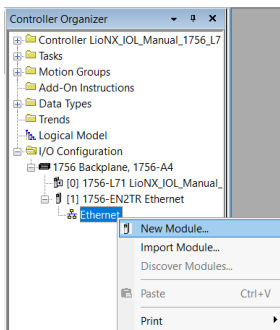 Controller Organizer
Controller LioNX_IOL_Manual_1756_L7
Tasks
Motion Groups
Add-On Instructions
Data Types
Trends
Logical Model
I/O Configuration
1756 Backplane, 1756-A4
[0] 1756-L71 LioNX_IOL_Manual_
[1] 1756-EN2TR Ethernet
Ethernet
New Module...
Import Module...
Discover Modules...
Paste Ctrl+V
Print